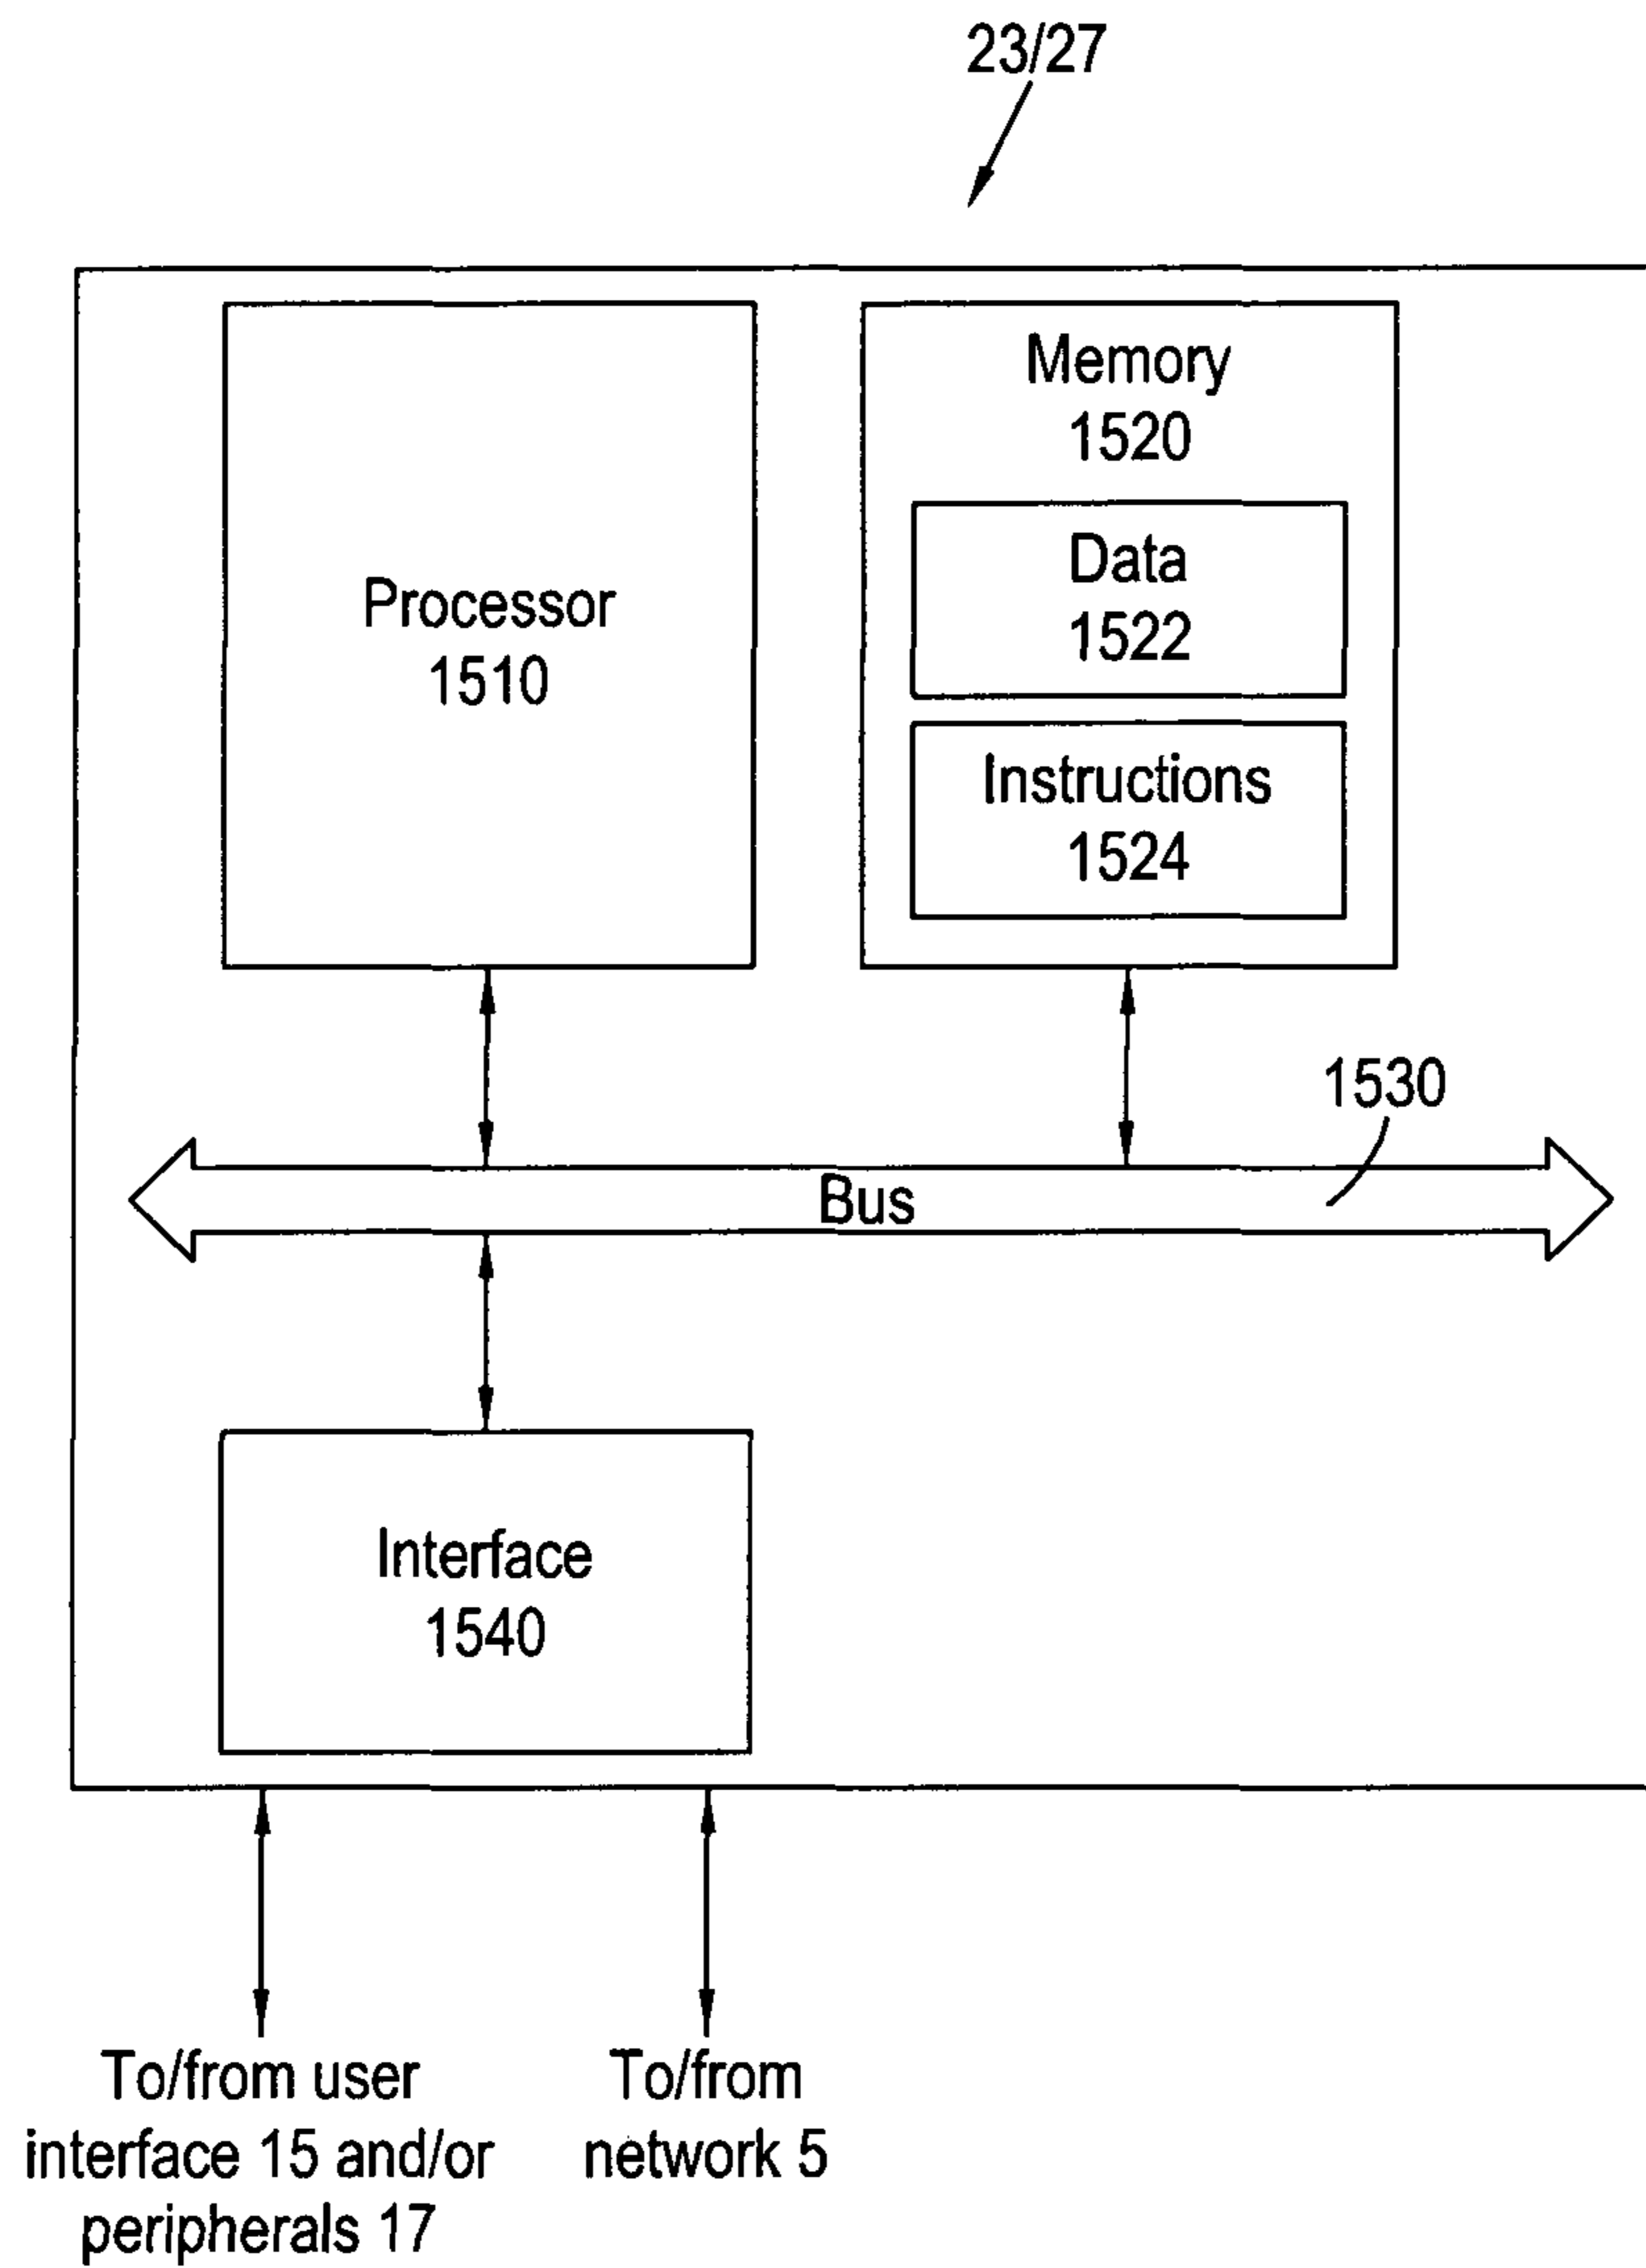 23/27
Processor
1510
Memory
1520
Data
1522
Instructions
1524
1530
Bus
Interface
1540
To/from user
interface 15 and/or
peripherals 17
To/from
network 5